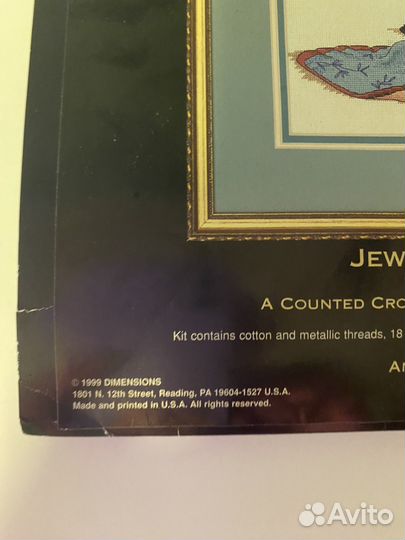 JEW
A COUNTED CRO
Kit contains cotton and metallic threads, 18
© 1999 DIMENSIONS
1801 N. 12th Street, Reading, PA 19604-1527 U.S.A.
Made and printed in U.S.A. All rights reserved.
Avito